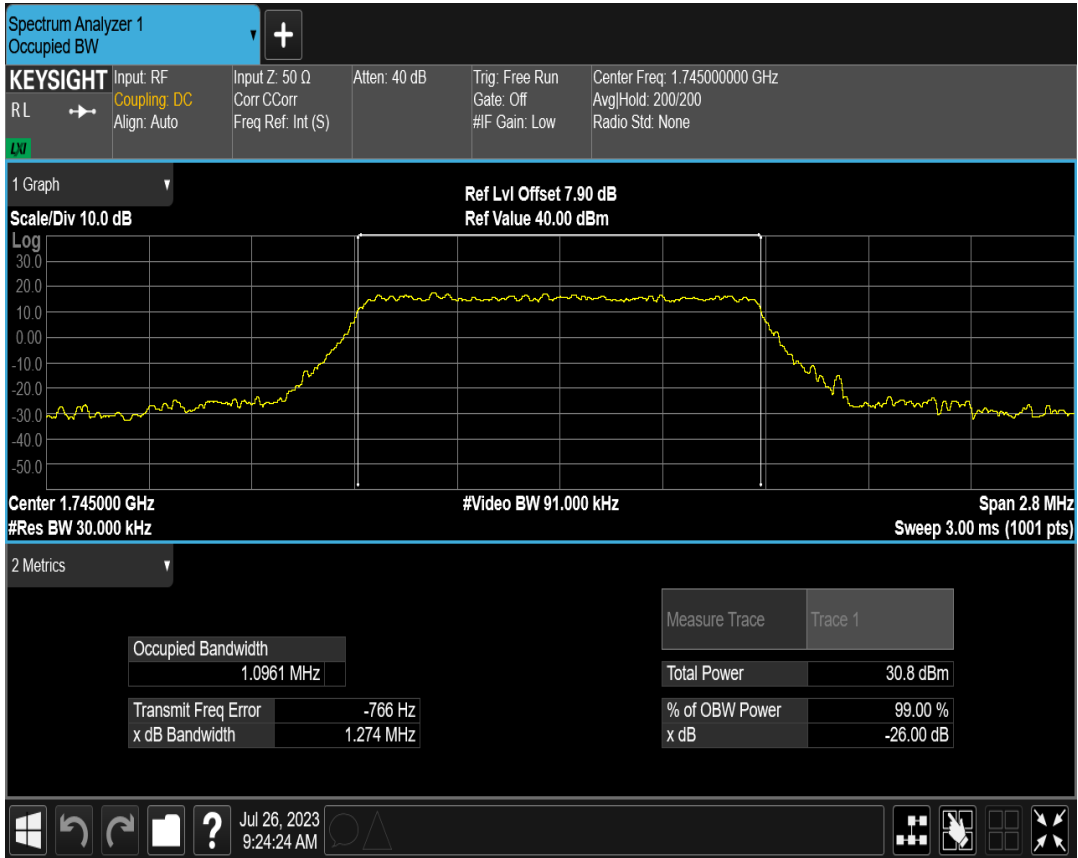 Spectrum Analyzer 1
Occupied BW
KEYSIGHT
R L
LXI
Input: RF
Coupling: DC
Align: Auto
Input Z: 50 Ω
Corr CCorr
Freq Ref: Int (S)
Atten: 40 dB
Trig: Free Run
Gate: Off
#IF Gain: Low
Center Freq: 1.745000000 GHz
Avg|Hold: 200/200
Radio Std: None
1 Graph
Scale/Div 10.0 dB
Ref Lvl Offset 7.90 dB
Ref Value 40.00 dBm
Log
30.0
20.0
10.0
0.00
-10.0
-20.0
-30.0
-40.0
-50.0
Center 1.745000 GHz
#Res BW 30.000 kHz
#Video BW 91.000 kHz
Span 2.8 MHz
Sweep 3.00 ms (1001 pts)
2 Metrics
Measure Trace Trace 1
Occupied Bandwidth
1.0961 MHz
Total Power 30.8 dBm
Transmit Freq Error -766 Hz
% of OBW Power 99.00 %
x dB Bandwidth 1.274 MHz
x dB -26.00 dB
?
Jul 26, 2023
9:24:24 AM